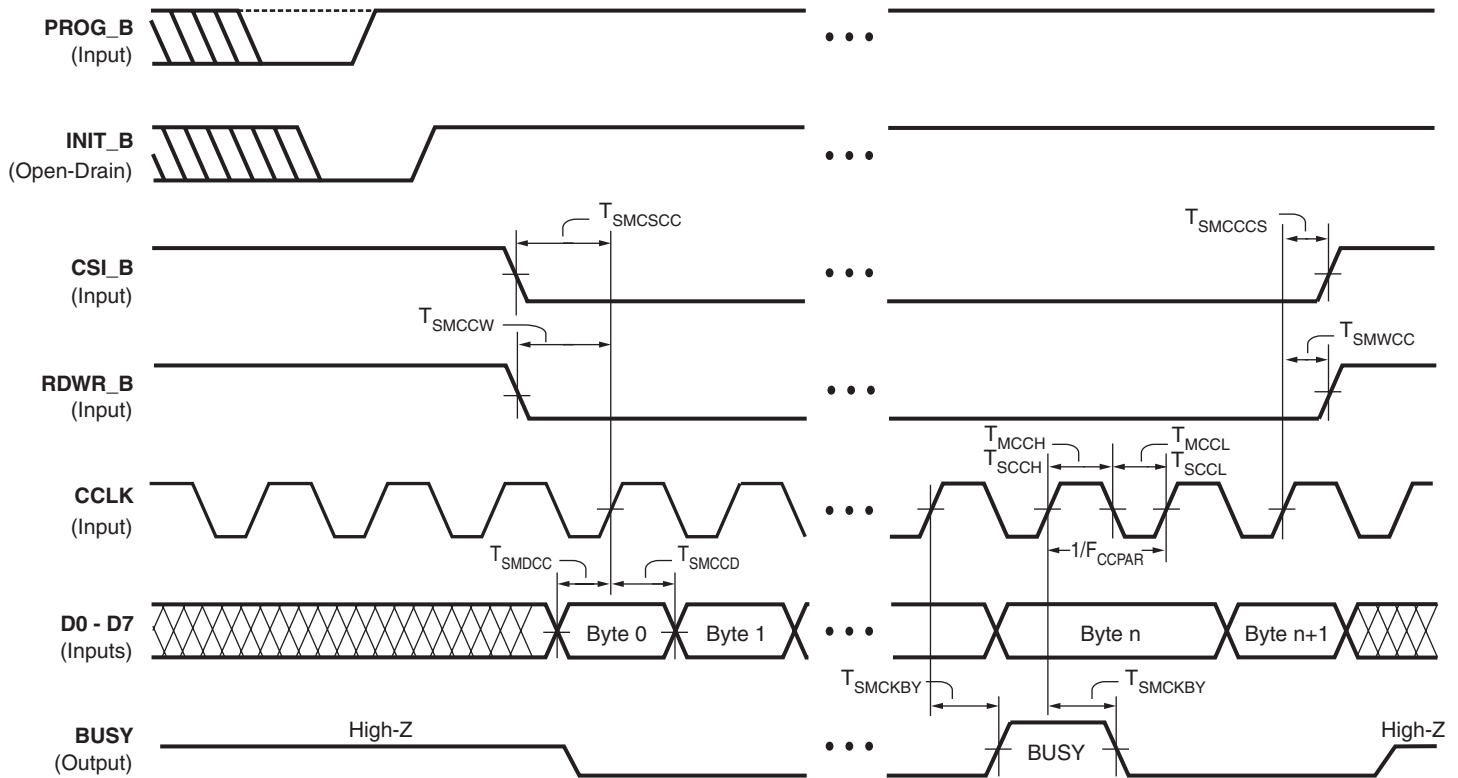 PROG_B
(Input)
INIT_B
(Open-Drain)
T_SMCSCC
T_SMCCCS
CSI_B
(Input)
T_SMCCW
T_SMWCC
RDWR_B
(Input)
T_MCCH
T_SCCH
T_MCCL
T_SCCL
CCLK
(Input)
1/F_CCPAR
T_SMDCC
T_SMCCD
D0 - D7
(Inputs)
Byte 0
Byte 1
Byte n
Byte n+1
T_SMCKBY
T_SMCKBY
BUSY
(Output)
High-Z
BUSY
High-Z